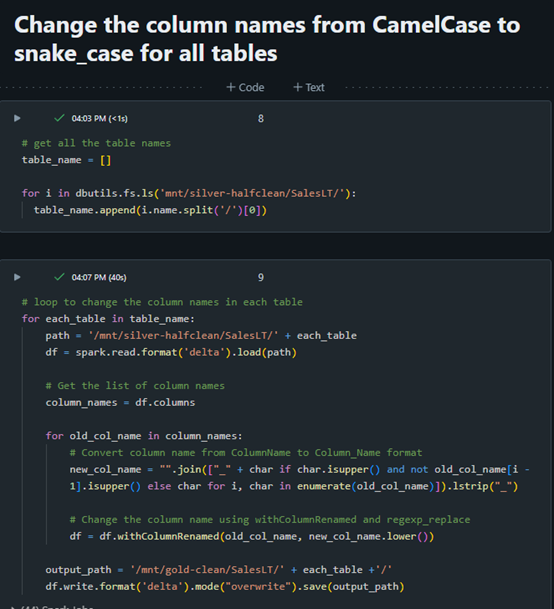 Change the column names from CamelCase to
snake_case for all tables
+ Code + Text
04:03 PM (<1s) 8
# get all the table names
table_name = []
for i in dbutils.fs.ls('mnt/silver-halfclean/SalesLT/'):
table_name.append(i.name.split('/')[0])
04:07 PM (40s) 9
# loop to change the column names in each table
for each_table in table_name:
path = '/mnt/silver-halfclean/SalesLT/' + each_table
df = spark.read.format('delta').load(path)
# Get the list of column names
column_names = df.columns
for old_col_name in column_names:
# Convert column name from ColumnName to Column_Name format
new_col_name = "".join(["_" + char if char.isupper() and not old_col_name[i -
1].isupper() else char for i, char in enumerate(old_col_name)]).lstrip("_")
# Change the column name using withColumnRenamed and regexp_replace
df = df.withColumnRenamed(old_col_name, new_col_name.lower())
output_path = '/mnt/gold-clean/SalesLT/' + each_table +'/'
df.write.format('delta').mode("overwrite").save(output_path)